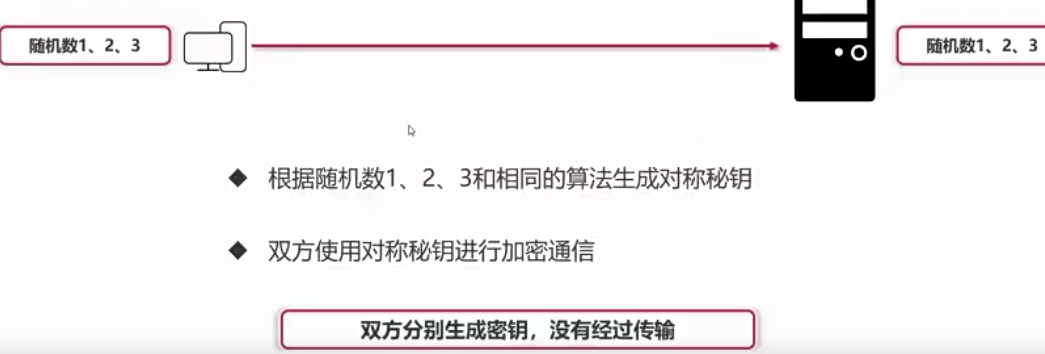 随机数1、2、3
随机数1、2、3
根据随机数1、2、3和相同的算法生成对称秘钥
双方使用对称秘钥进行加密通信
双方分别生成密钥，没有经过传输